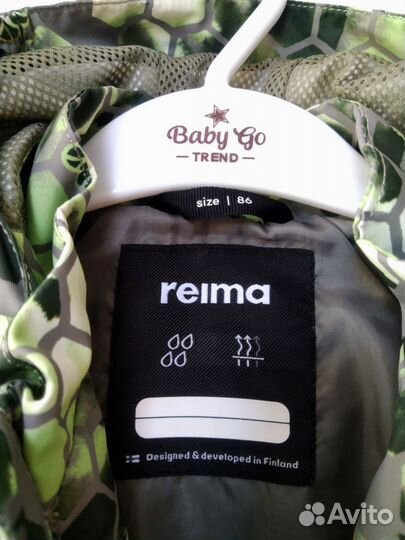 Baby Go
TREND
size | 86
reima
Designed & developed in Finland
Avito